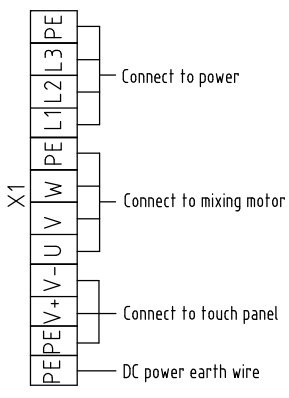 X1
PE
L3
L2
L1
Connect to power
PE
W
V
U
Connect to mixing motor
V-
V+
PE
Connect to touch panel
PE
DC power earth wire